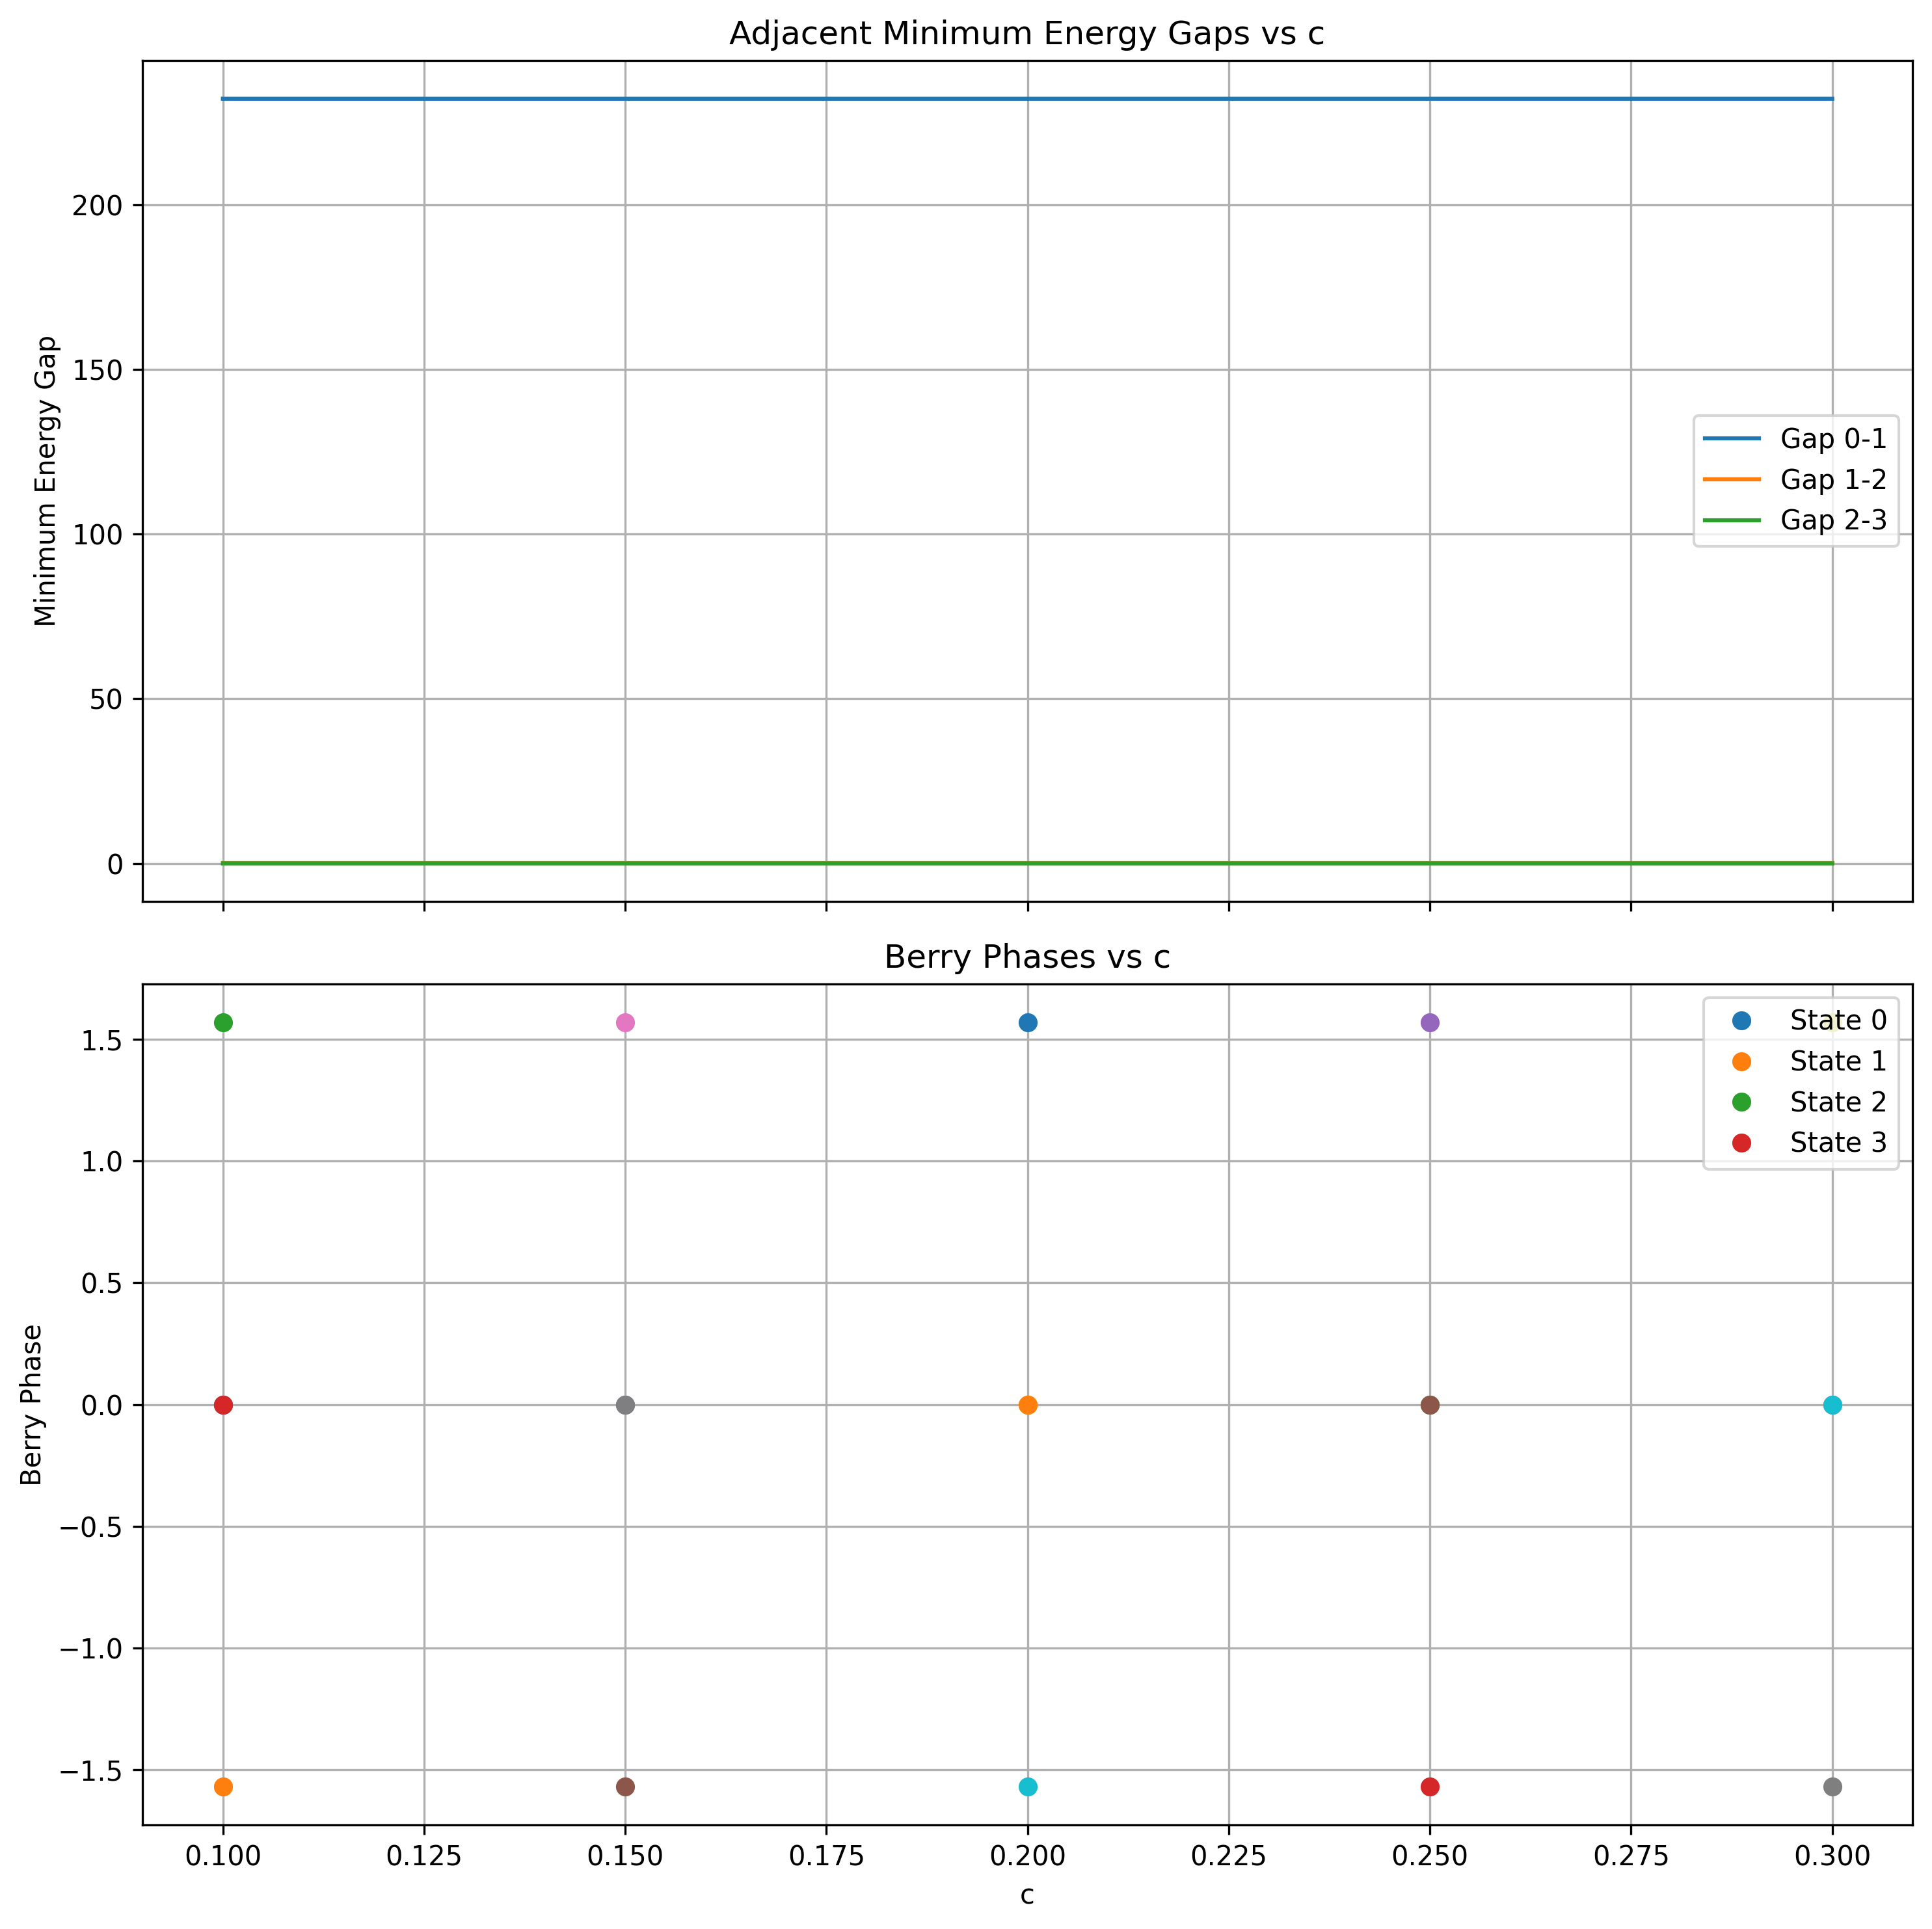 Adjacent Minimum Energy Gaps vs c
Minimum Energy Gap
200
150
100
50
0
Gap 0-1
Gap 1-2
Gap 2-3
Berry Phases vs c
Berry Phase
1.5
1.0
0.5
0.0
−0.5
−1.0
−1.5
State 0
State 1
State 2
State 3
0.100 0.125 0.150 0.175 0.200 0.225 0.250 0.275 0.300
c